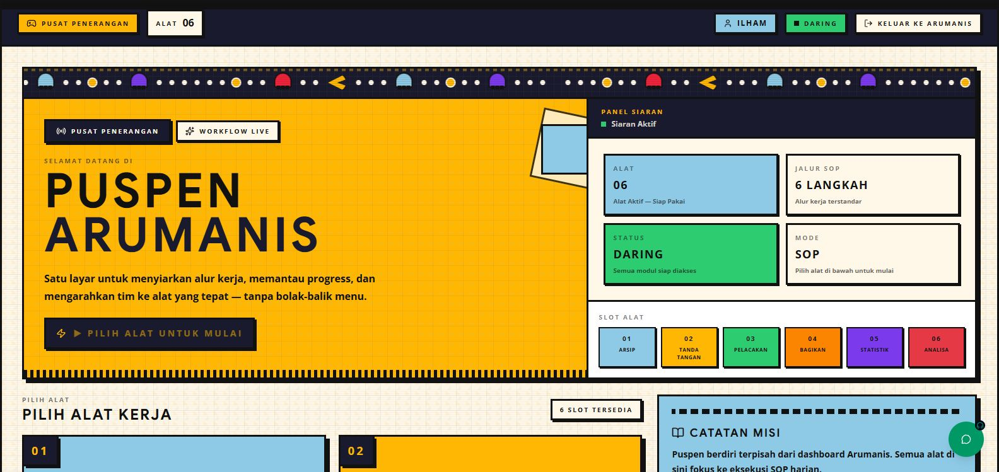 PUSAT PENERANGAN
ALAT 06
ILHAM
DARING
KELUAR KE ARUMANIS
PUSAT PENERANGAN
WORKFLOW LIVE
SELAMAT DATANG DI
PUSPEN
ARUMANIS
Satu layar untuk menyiarkan alur kerja, memantau progress, dan
mengarahkan tim ke alat yang tepat — tanpa bolak-balik menu.
▶ PILIH ALAT UNTUK MULAI
PANEL SIARAN
Siaran Aktif
ALAT
06
Alat Aktif — Siap Pakai
JALUR SOP
6 LANGKAH
Alur kerja terstandar
STATUS
DARING
Semua modul siap diakses
MODE
SOP
Pilih alat di bawah untuk mulai
SLOT ALAT
01
ARSIP
02
TANDA
TANGAN
03
PELACAKAN
04
BAGIKAN
05
STATISTIK
06
ANALISA
PILIH ALAT
PILIH ALAT KERJA
6 SLOT TERSEDIA
01
02
CATATAN MISI
Puspen berdiri terpisah dari dashboard Arumanis. Semua alat di
sini fokus ke eksekusi SOP harian.